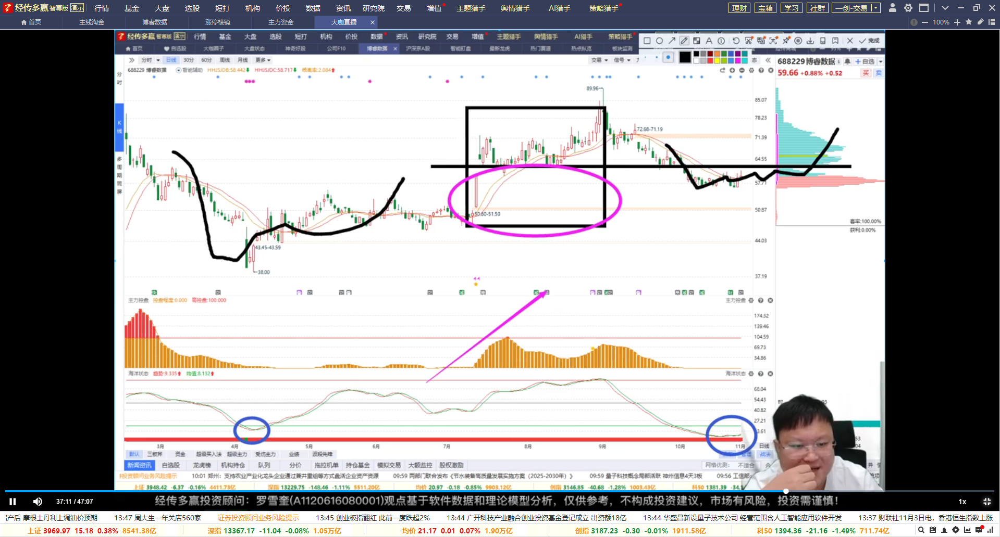 经传多赢 智尊版 演示 行情 基金 大盘 选股 短打 机构 价投 数据 资讯 研究院 交易 增值 主题猎手 舆情猎手 AI猎手 策略猎手 理财 宝箱 学习 社群 一创-交易
首页 主线淘金 博睿数据 涨停棱镜 主力资金 大咖直播 × 100%
经传多赢 智尊版 演示 行情 基金 大盘 选股 短打 机构 价投 数据 资讯 研究院 交易 增值 主题猎手 舆情猎手 AI猎手 策略猎手 完成
首页 自选股 大咖圈子 大盘状态 神奇好股 公司F10 博睿数据 × 沪深京A股 智能盯盘 最新龙虎 热门赛道 热点纵览 板块监测
分时 日线 30分 60分 周线 月线 更多 交易 信号
688229 博睿数据 智能辅助 HHJSJDB:58.442 HHJSJDC:58.717 2.084
688229 博睿数据 自选
59.66 +0.88% +0.52 买 卖
分时
K线
多周期同屏
89.96
85.07
78.23
72.68-71.19
71.39
64.55
57.71
50.80-51.50
50.87
44.03
43.45-43.59
38.00
37.19
套牢:100.00%
获利:0.00%
主力控盘 控盘程度:0.000 高控盘:100.000 主力控盘
174.32
139.46
104.59
69.73
34.86
海洋状态 趋势:9.335 均值:8.132 海洋状态
68.04
54.43
40.82
27.21
3.61
3月 4月 5月 6月 7月 8月 9月 10月 11月 日线
默认 三板斧 资金 超级买入法 超级主力 受伤主力 业绩 波段先锋 战法
新闻资讯 自选股 龙虎榜 机构持仓 队列 分价 拖拉机单 持仓基金 模拟交易 大额监控 股权激励 网格优测: 不适合
投资顾问业务风险提示 10:01 郑州：支持农业产业化龙头企业通过兼并重组等方式盘活企业资产资源 09:59 两部门联合发布《节水装备高质量发展实施方案（2025-2030年）》 09:59 量子科技概念局部活跃 神州信息4天3板 09:56 工信部
上证 3948.42 -6.37 -0.16% 4411.73亿 深指 13229.75 -148.46 -1.11% 5511.20亿 均价 20.97 -0.18 -0.85% 9903.12亿 创指 3146.85 -40.68 -1.28% 1003.43亿 科50 1381.39
37:11 / 47:07 经传多赢投资顾问：罗雪奎(A1120616080001)观点基于软件数据和理论模型分析，仅供参考，不构成投资建议，市场有风险，投资需谨慎！ 1x
产后 摩根士丹利上调油价预期 13:47 周大生一年关店560家 证券投资顾问业务风险提示 13:45 创业板指翻红 此前一度跌超2% 13:44 广开科技产业融合创业投资基金登记成立 出资额18亿 13:44 华盛昌新设量子技术公司 经营范围含人工智能应用软件开发 13:37 财联社11月3日电，香港恒生指数上涨
上证 3969.97 15.18 0.38% 8541.38亿 深指 13367.17 -11.04 -0.08% 1.05万亿 均价 21.17 0.01 0.07% 1.90万亿 创指 3187.23 -0.30 -0.01% 1911.58亿 科50 1394.36 -21.16 -1.49% 711.74亿